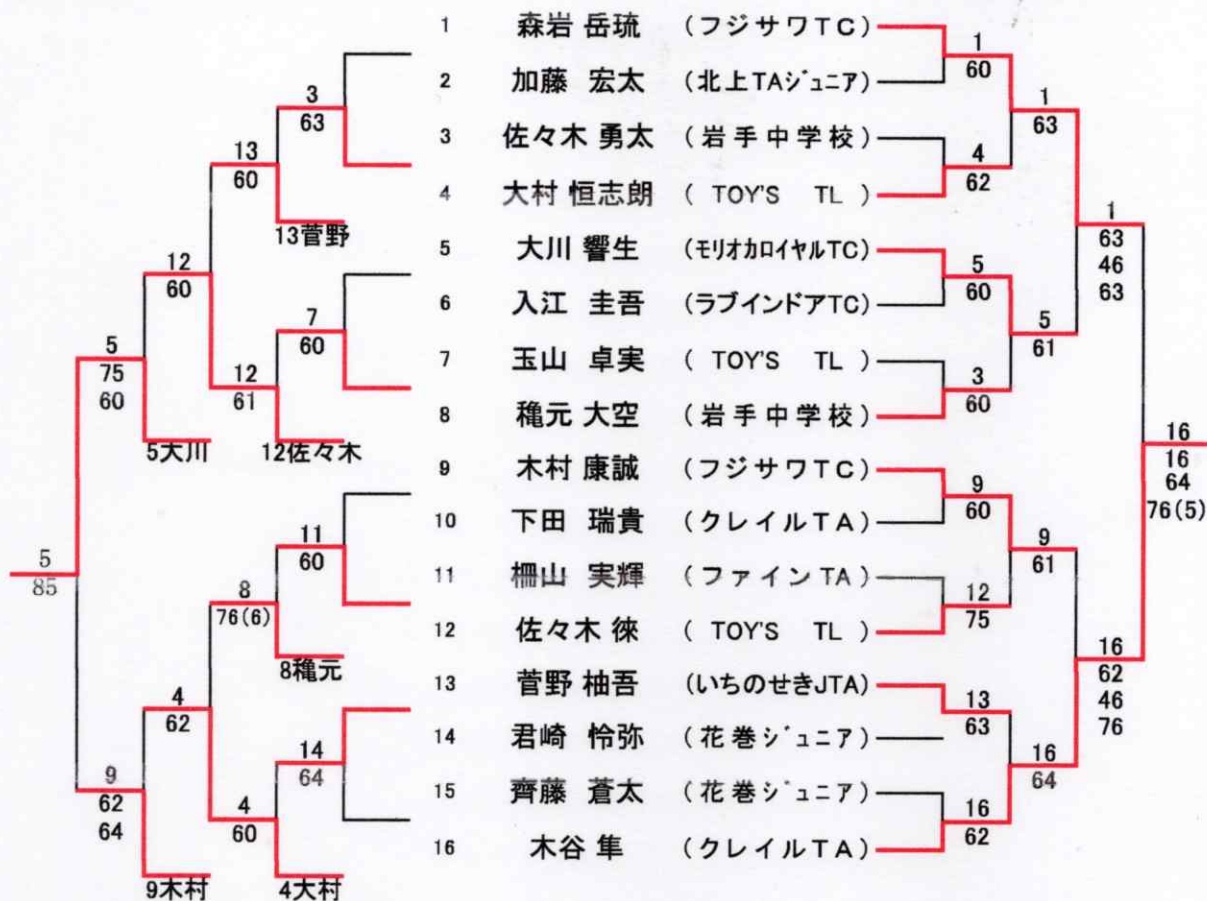 1 森岩 岳琉 (フジサワTC)
2 加藤 宏太 (北上TAジュニア)
3 佐々木 勇太 (岩手中学校)
4 大村 恒志朗 ( TOY'S TL )
5 大川 響生 (モリオカロイヤルTC)
6 入江 圭吾 (ラブインドアTC)
7 玉山 卓実 ( TOY'S TL )
8 穐元 大空 (岩手中学校)
9 木村 康誠 (フジサワTC)
10 下田 瑞貴 (クレイルTA)
11 柵山 実輝 (ファインTA)
12 佐々木 徠 ( TOY'S TL )
13 菅野 柚吾 (いちのせきJTA)
14 君崎 怜弥 (花巻ジュニア)
15 齊藤 蒼太 (花巻ジュニア)
16 木谷 隼 (クレイルTA)
3
63
13
60
13菅野
12
60
7
60
12
61
12佐々木
5
75
60
5大川
5
85
11
60
8
76(6)
8穐元
4
62
14
64
4
60
4大村
9
62
64
9木村
1
60
4
62
1
63
5
60
3
60
5
61
1
63
46
63
9
60
12
75
9
61
13
63
16
62
16
64
16
62
46
76
16
16
64
76(5)